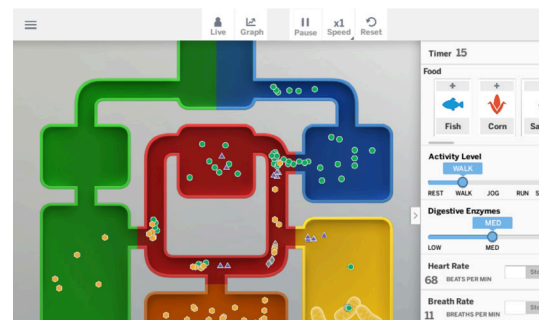 Live
Graph
Pause
x1
Speed
Reset
Timer 15
Food
Fish
Corn
Activity Level
WALK
REST WALK JOG RUN
Digestive Enzymes
MED
LOW MED
Heart Rate
68 BEATS PER MIN
Breath Rate
11 BREATHS PER MIN